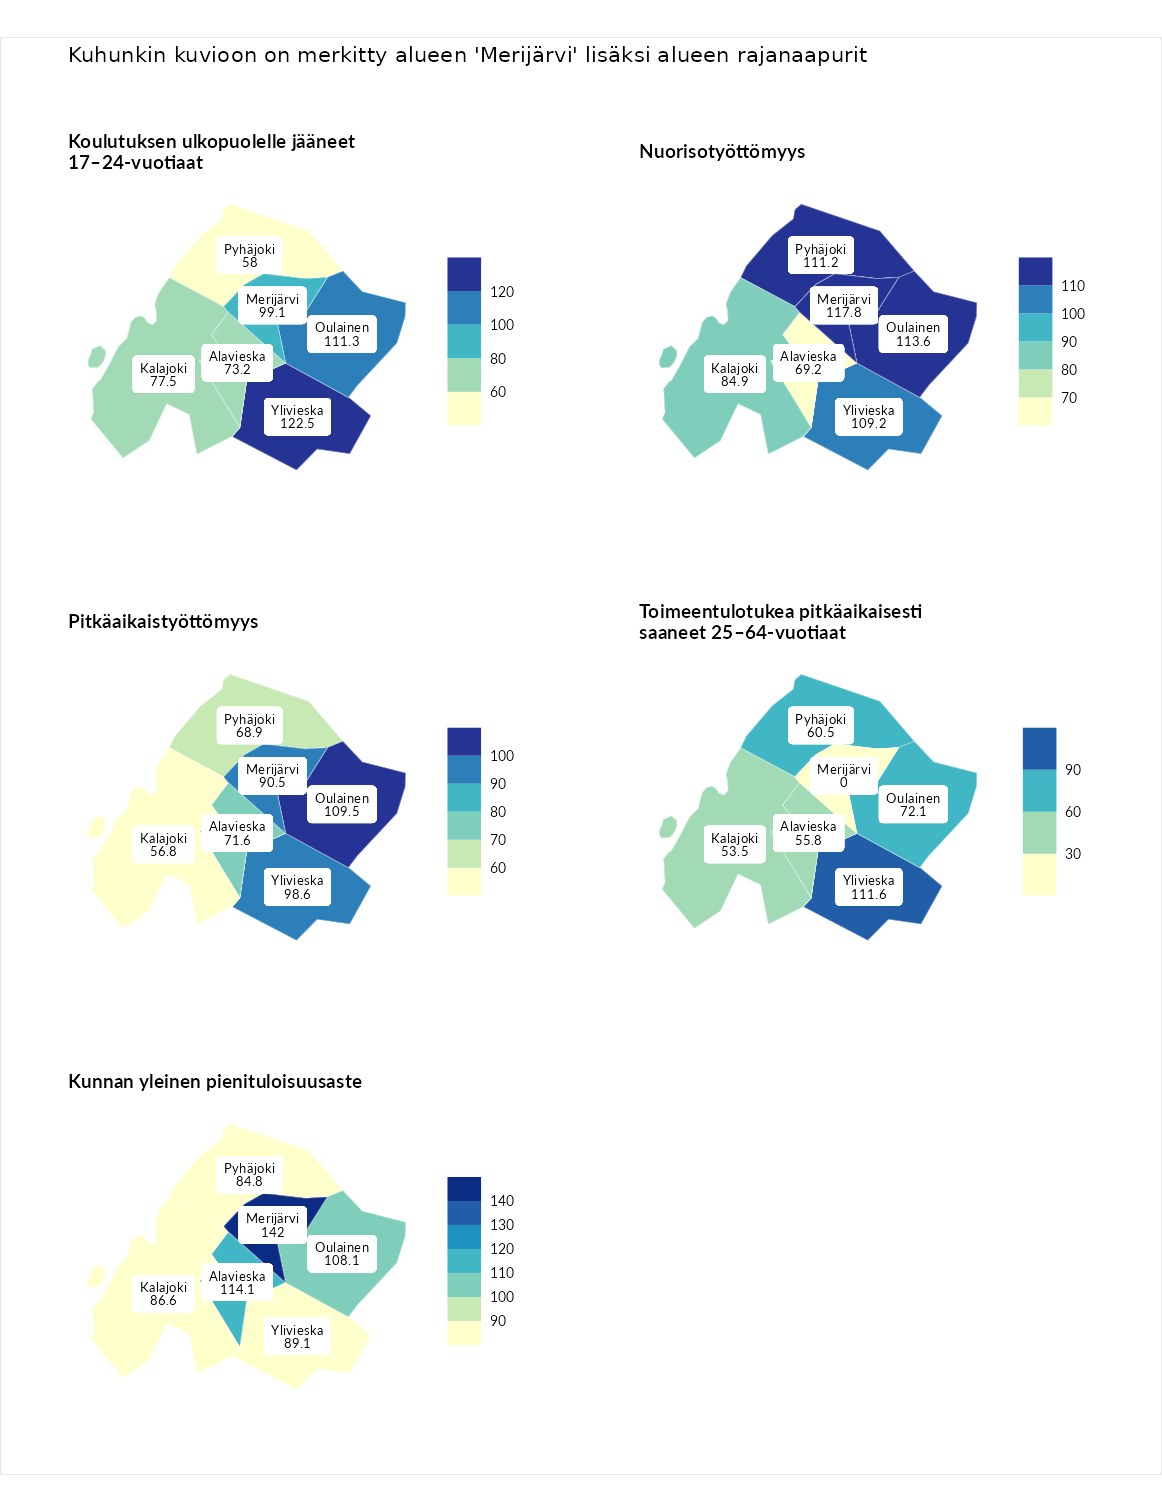 Kuhunkin kuvioon on merkitty alueen 'Merijärvi' lisäksi alueen rajanaapurit
Koulutuksen ulkopuolelle jääneet
17–24-vuotiaat
Pyhäjoki
58
Merijärvi
99.1
Oulainen
111.3
Alavieska
73.2
Kalajoki
77.5
Ylivieska
122.5
120
100
80
60
Nuorisotyöttömyys
Pyhäjoki
111.2
Merijärvi
117.8
Oulainen
113.6
Alavieska
69.2
Kalajoki
84.9
Ylivieska
109.2
110
100
90
80
70
Pitkäaikaistyöttömyys
Pyhäjoki
68.9
Merijärvi
90.5
Oulainen
109.5
Alavieska
71.6
Kalajoki
56.8
Ylivieska
98.6
100
90
80
70
60
Toimeentulotukea pitkäaikaisesti
saaneet 25–64-vuotiaat
Pyhäjoki
60.5
Merijärvi
0
Oulainen
72.1
Alavieska
55.8
Kalajoki
53.5
Ylivieska
111.6
90
60
30
Kunnan yleinen pienituloisuusaste
Pyhäjoki
84.8
Merijärvi
142
Oulainen
108.1
Alavieska
114.1
Kalajoki
86.6
Ylivieska
89.1
140
130
120
110
100
90